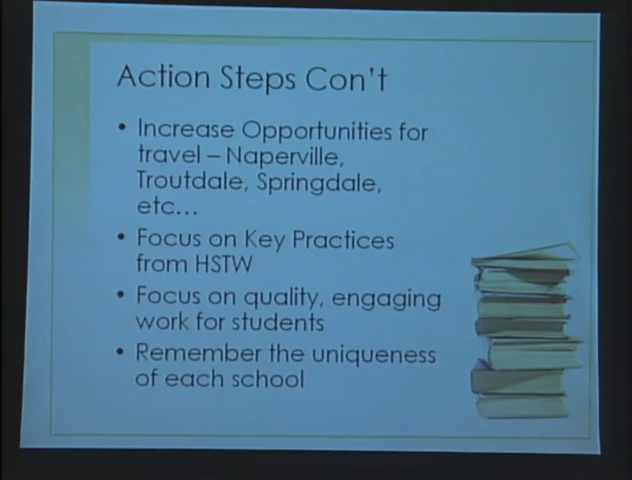 Action Steps Con't
• Increase Opportunities for
travel – Naperville,
Troutdale, Springdale,
etc...
• Focus on Key Practices
from HSTW
• Focus on quality, engaging
work for students
• Remember the uniqueness
of each school